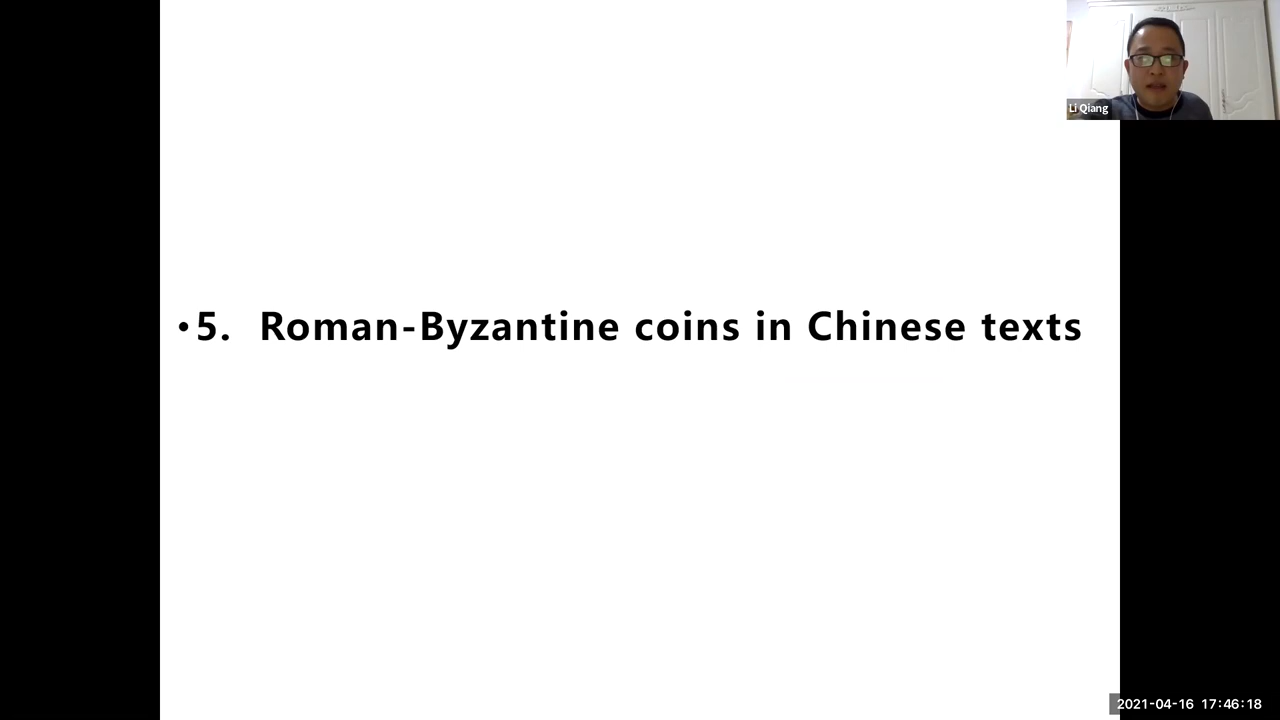 Li Qiang
•5. Roman-Byzantine coins in Chinese texts
2021-04-16 17:46:18